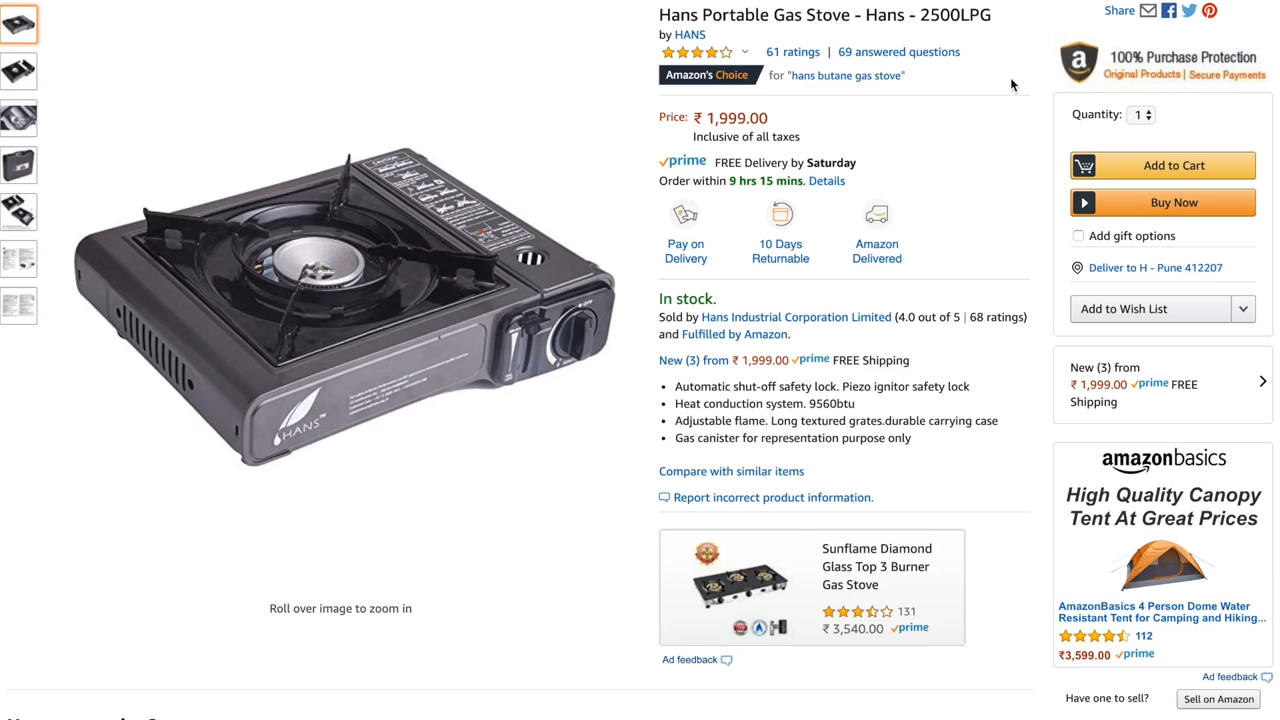 Hans Portable Gas Stove - Hans - 2500LPG
by HANS
61 ratings | 69 answered questions
Amazon's Choice for "hans butane gas stove"
Price: ₹ 1,999.00
Inclusive of all taxes
prime FREE Delivery by Saturday
Order within 9 hrs 15 mins. Details
Pay on Delivery
10 Days Returnable
Amazon Delivered
In stock.
Sold by Hans Industrial Corporation Limited (4.0 out of 5 | 68 ratings)
and Fulfilled by Amazon.
New (3) from ₹ 1,999.00 prime FREE Shipping
• Automatic shut-off safety lock. Piezo ignitor safety lock
• Heat conduction system. 9560btu
• Adjustable flame. Long textured grates.durable carrying case
• Gas canister for representation purpose only
Compare with similar items
Report incorrect product information.
Sunflame Diamond
Glass Top 3 Burner
Gas Stove
131
₹ 3,540.00 prime
Ad feedback
CAUTION
OFF
HANS™
Roll over image to zoom in
Share
a
100% Purchase Protection
Original Products | Secure Payments
Quantity: 1
Add to Cart
Buy Now
Add gift options
Deliver to H - Pune 412207
Add to Wish List
New (3) from
₹ 1,999.00 prime FREE
Shipping
amazonbasics
High Quality Canopy
Tent At Great Prices
AmazonBasics 4 Person Dome Water
Resistant Tent for Camping and Hiking...
112
₹3,599.00 prime
Ad feedback
Have one to sell?
Sell on Amazon